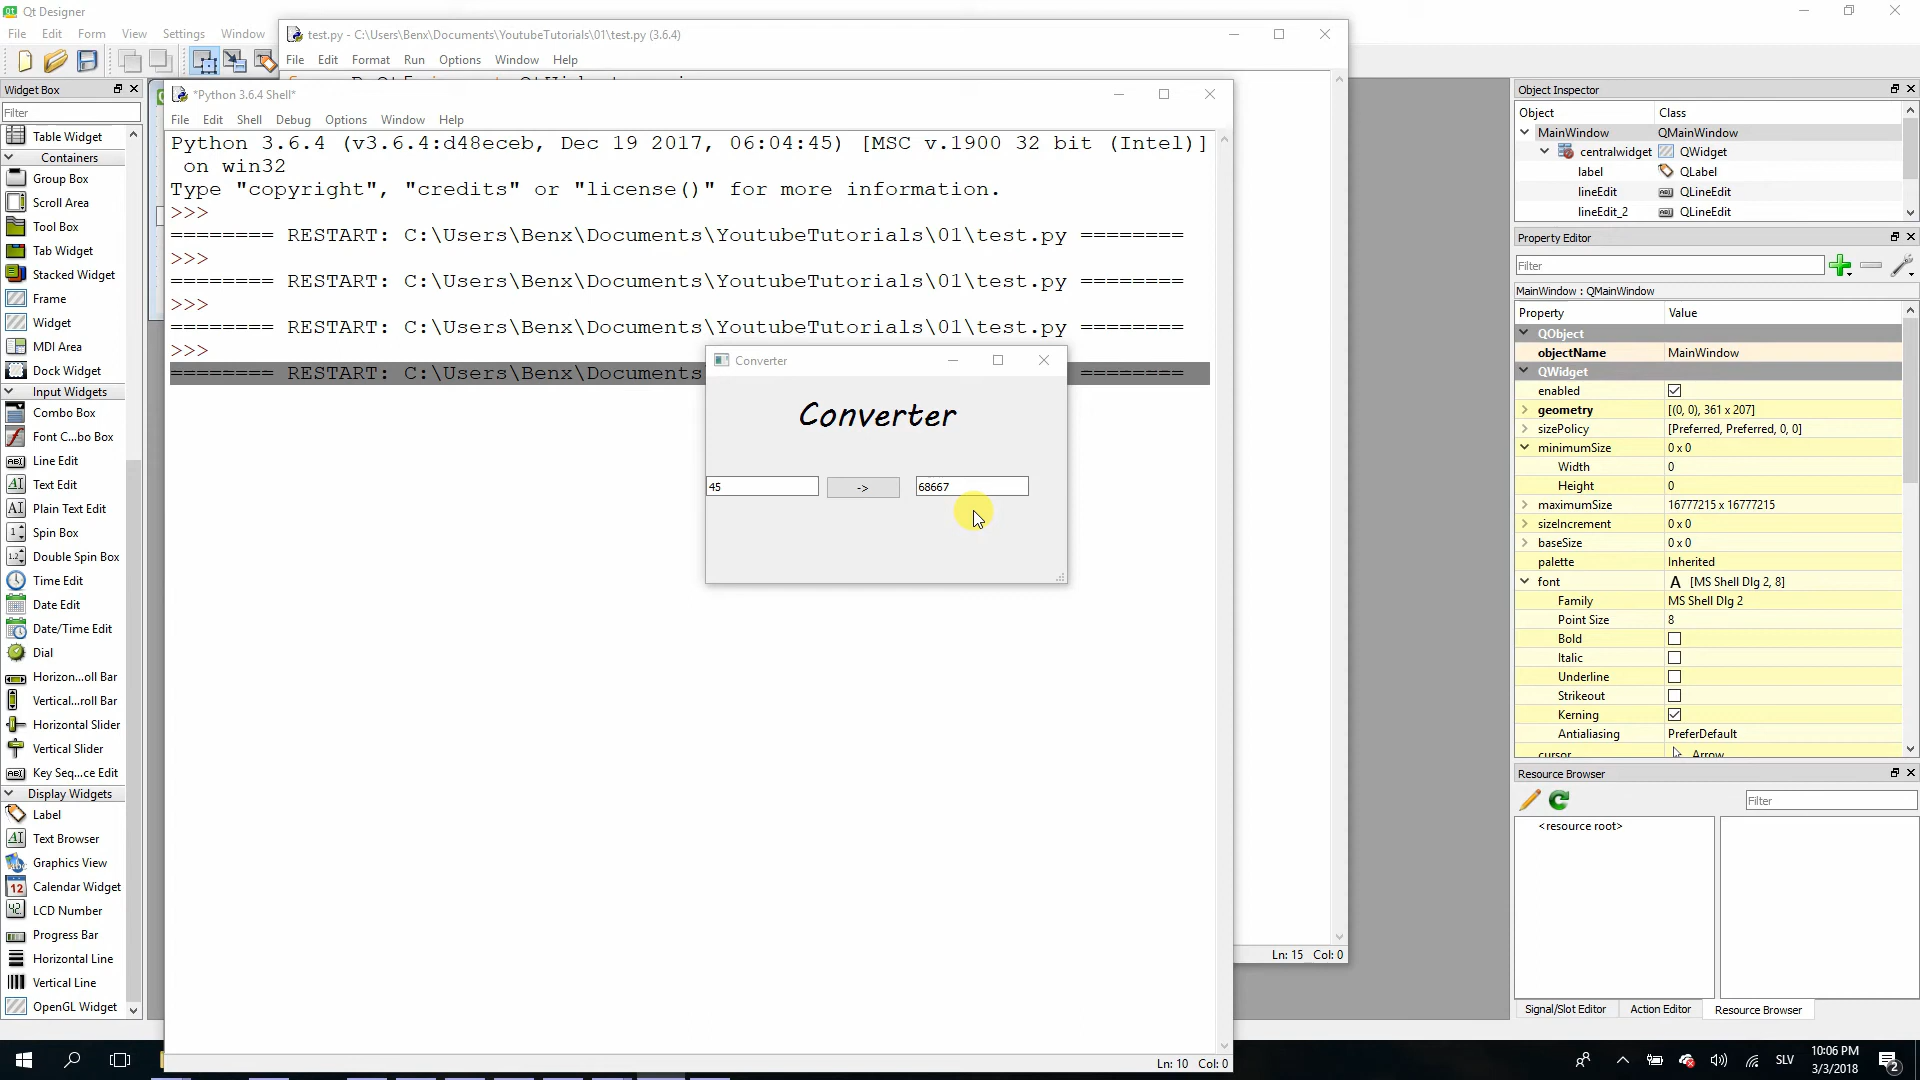 Qt Designer
File Edit Form View Settings Window
Widget Box
Filter
Table Widget
Containers
Group Box
Scroll Area
Tool Box
Tab Widget
Stacked Widget
Frame
Widget
MDI Area
Dock Widget
Input Widgets
Combo Box
Font C...bo Box
Line Edit
Text Edit
Plain Text Edit
Spin Box
Double Spin Box
Time Edit
Date Edit
Date/Time Edit
Dial
Horizon...oll Bar
Vertical...roll Bar
Horizontal Slider
Vertical Slider
Key Seq...ce Edit
Display Widgets
Label
Text Browser
Graphics View
Calendar Widget
LCD Number
Progress Bar
Horizontal Line
Vertical Line
OpenGL Widget
test.py - C:\Users\Benx\Documents\YoutubeTutorials\01\test.py (3.6.4)
File Edit Format Run Options Window Help
*Python 3.6.4 Shell*
File Edit Shell Debug Options Window Help
Python 3.6.4 (v3.6.4:d48eceb, Dec 19 2017, 06:04:45) [MSC v.1900 32 bit (Intel)]
on win32
Type "copyright", "credits" or "license()" for more information.
>>>
======== RESTART: C:\Users\Benx\Documents\YoutubeTutorials\01\test.py ========
>>>
======== RESTART: C:\Users\Benx\Documents\YoutubeTutorials\01\test.py ========
>>>
======== RESTART: C:\Users\Benx\Documents\YoutubeTutorials\01\test.py ========
>>>
======== RESTART: C:\Users\Benx\Documents ========
Converter
Converter
45 -> 68667
Ln: 15 Col: 0
Ln: 10 Col: 0
Object Inspector
Object Class
MainWindow QMainWindow
centralwidget QWidget
label QLabel
lineEdit QLineEdit
lineEdit_2 QLineEdit
Property Editor
Filter
MainWindow : QMainWindow
Property Value
QObject
objectName MainWindow
QWidget
enabled
geometry [(0, 0), 361 x 207]
sizePolicy [Preferred, Preferred, 0, 0]
minimumSize 0 x 0
Width 0
Height 0
maximumSize 16777215 x 16777215
sizeIncrement 0 x 0
baseSize 0 x 0
palette Inherited
font A [MS Shell Dlg 2, 8]
Family MS Shell Dlg 2
Point Size 8
Bold
Italic
Underline
Strikeout
Kerning
Antialiasing PreferDefault
cursor Arrow
Resource Browser
Filter
<resource root>
Signal/Slot Editor Action Editor Resource Browser
SLV
10:06 PM
3/3/2018
2